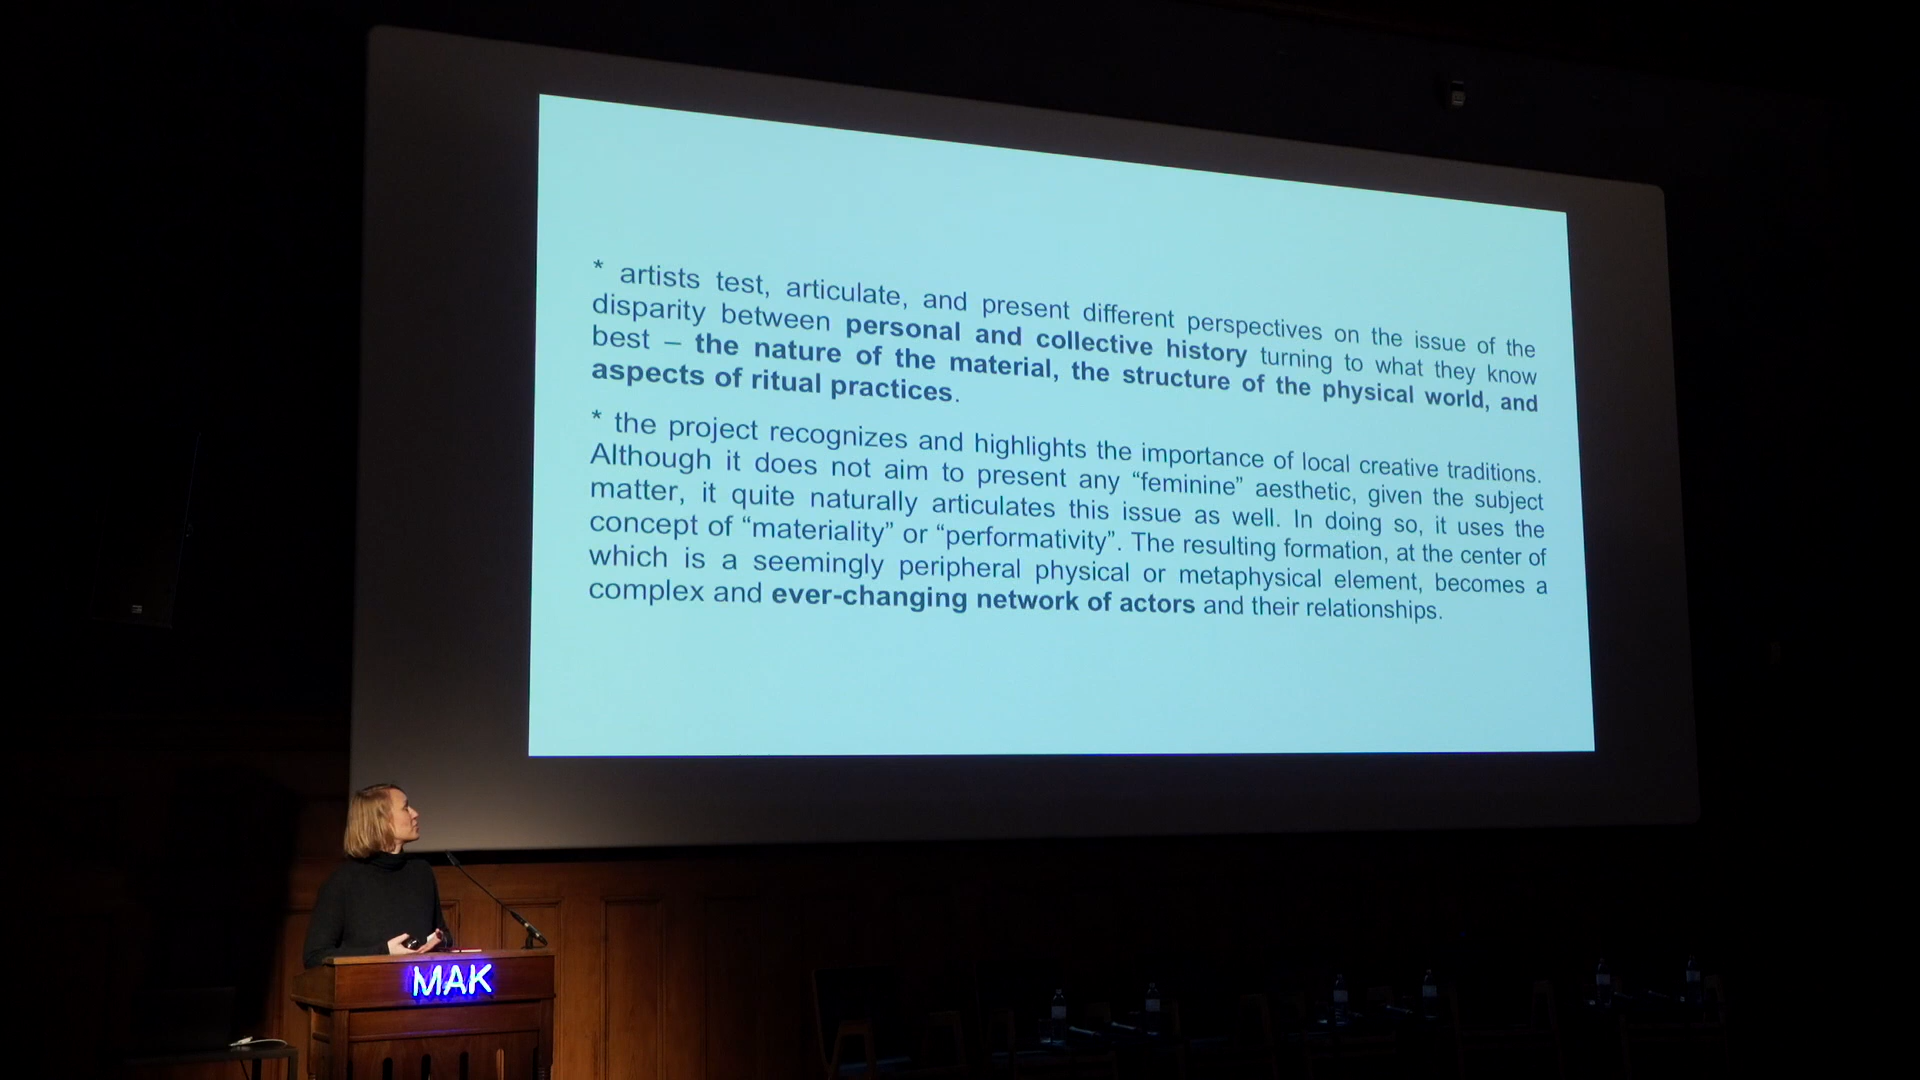 * artists test, articulate, and present different perspectives on the issue of the
disparity between personal and collective history turning to what they know
best – the nature of the material, the structure of the physical world, and
aspects of ritual practices.
* the project recognizes and highlights the importance of local creative traditions.
Although it does not aim to present any “feminine” aesthetic, given the subject
matter, it quite naturally articulates this issue as well. In doing so, it uses the
concept of “materiality” or “performativity”. The resulting formation, at the center of
which is a seemingly peripheral physical or metaphysical element, becomes a
complex and ever-changing network of actors and their relationships.
MAK